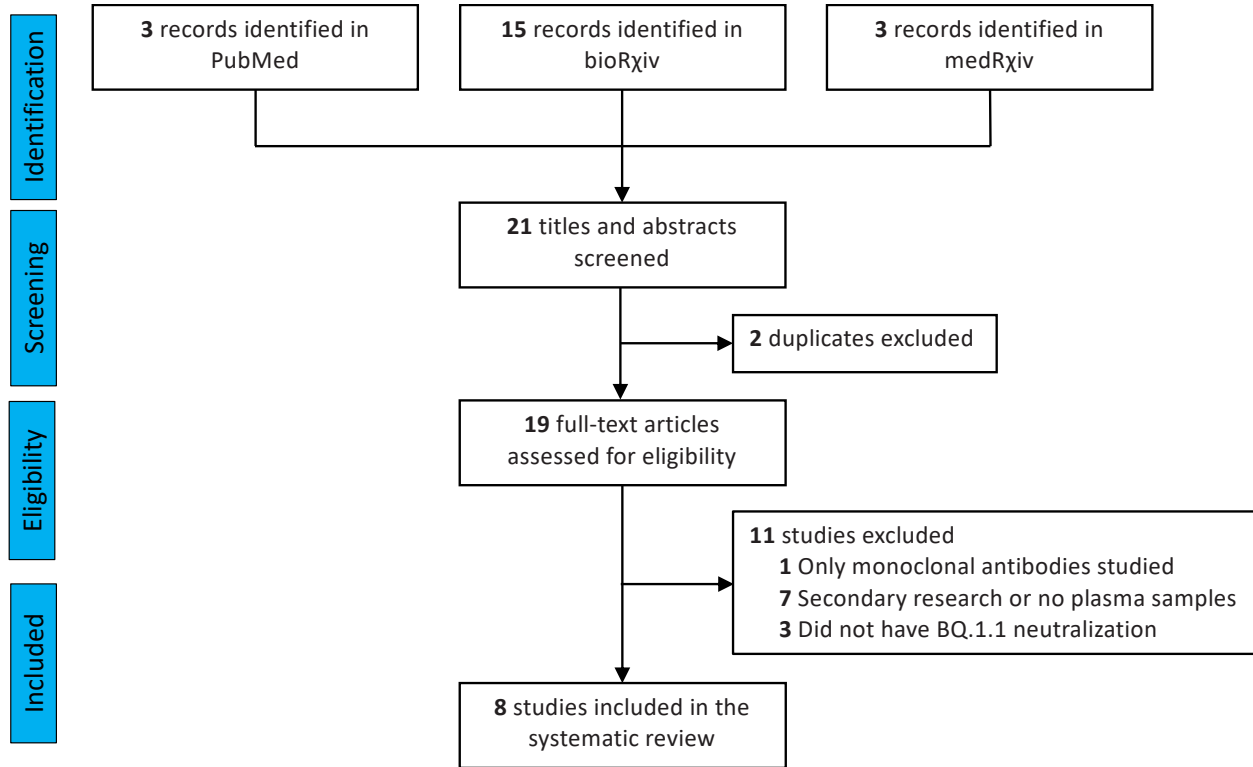 Identification
3 records identified in
PubMed
15 records identified in
bioRχiv
3 records identified in
medRχiv
Screening
21 titles and abstracts
screened
2 duplicates excluded
Eligibility
19 full-text articles
assessed for eligibility
11 studies excluded
1 Only monoclonal antibodies studied
7 Secondary research or no plasma samples
3 Did not have BQ.1.1 neutralization
Included
8 studies included in the
systematic review